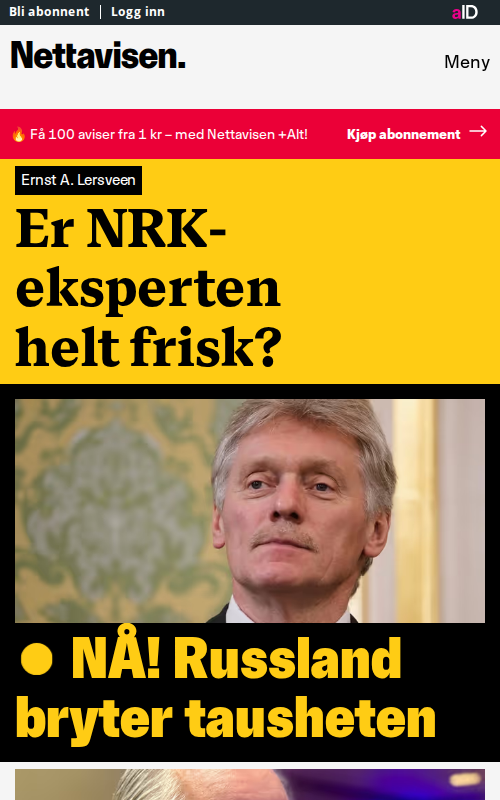 Bli abonnent | Logg inn
aID
Nettavisen.
Meny
🔥 Få 100 aviser fra 1 kr – med Nettavisen +Alt!
Kjøp abonnement →
Ernst A. Lersveen
Er NRK-
eksperten
helt frisk?
● NÅ! Russland
bryter tausheten